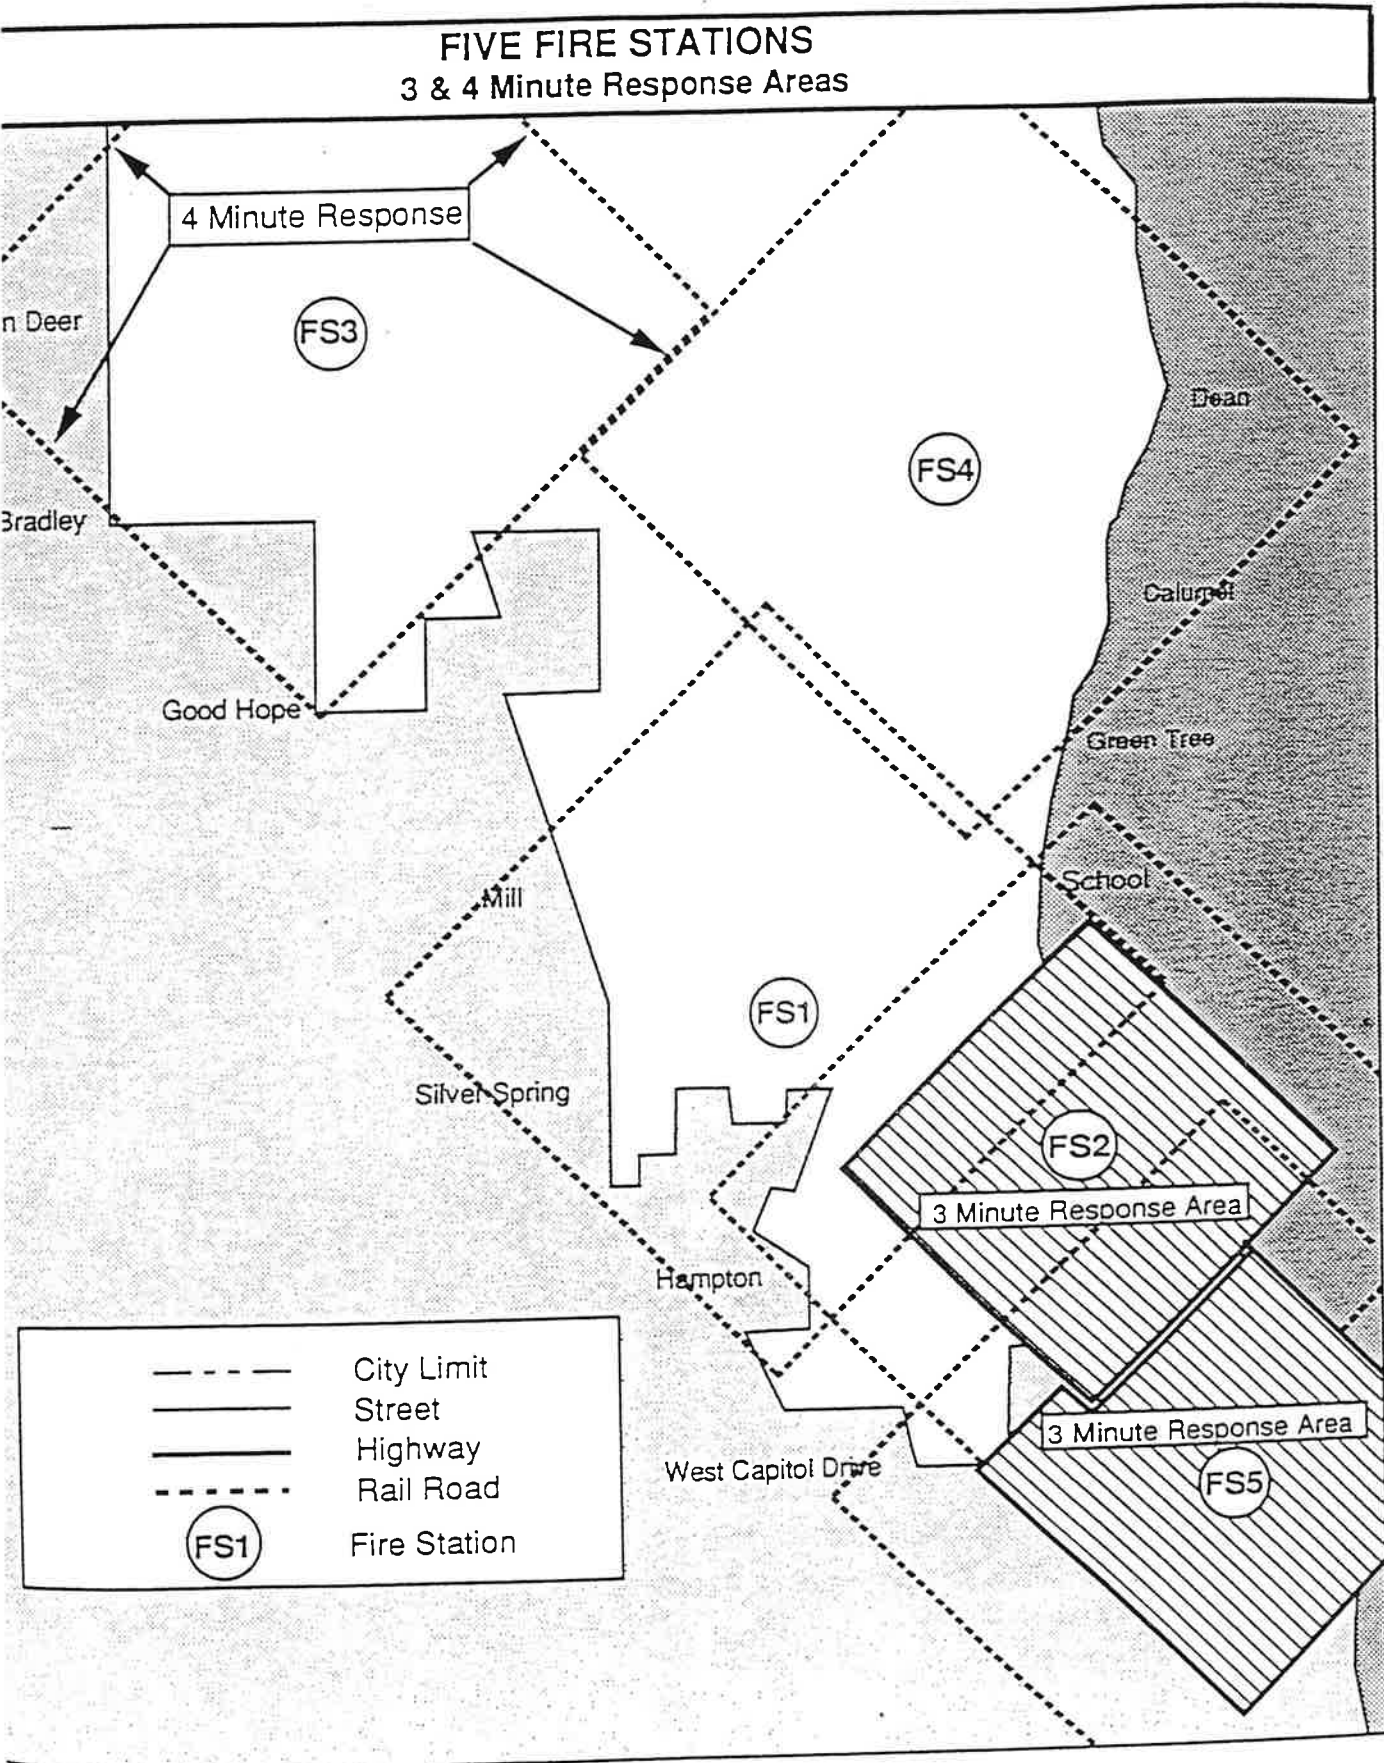 FIVE FIRE STATIONS
3 & 4 Minute Response Areas
4 Minute Response
n Deer
FS3
Dean
FS4
Bradley
Calumet
Good Hope
Green Tree
School
Mill
FS1
Silver Spring
FS2
3 Minute Response Area
Hampton
City Limit
Street
Highway
Rail Road
FS1
Fire Station
3 Minute Response Area
West Capitol Drive
FS5